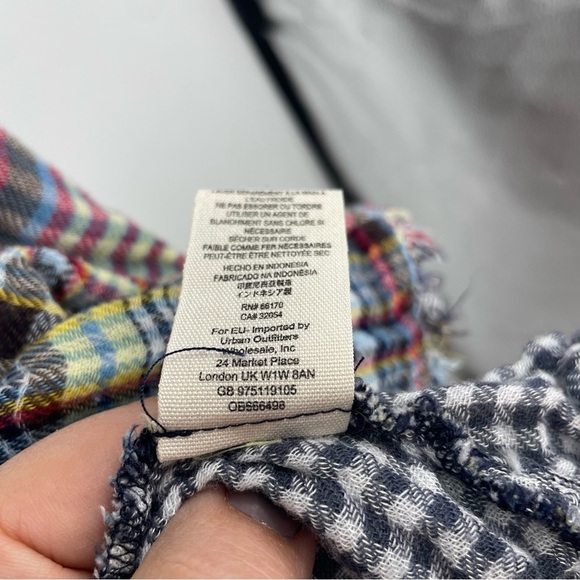 L'EAU FROIDE
NE PAS ESSORER OU TORDRE
UTILISER UN AGENT DE
BLANCHIMENT SANS CHLORE SI
NÉCESSAIRE
SÉCHER SUR CORDE
FAIBLE COMME FER NÉCESSAIRES
PEUT-ÊTRE ÊTRE NETTOYÉE SEC
HECHO EN INDONESIA
FABRICADO NA INDONÉSIA
印度尼西亚制造
インドネシア製
RN# 66170
CA# 32054
For EU- Imported by
Urban Outfitters
Wholesale, Inc
24 Market Place
London UK W1W 8AN
GB 975119105
OBS66498